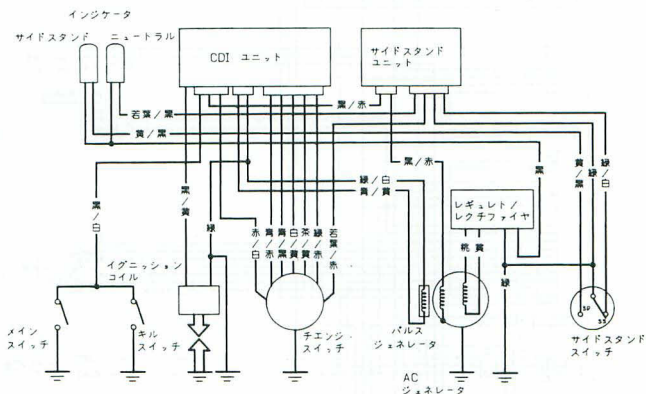 インジケータ
サイドスタンド ニュートラル
CDI ユニット
サイドスタンド
ユニット
黒/赤
若葉/黒
黄/黒
黒/赤
黄/黒
緑
緑/白
黒
緑/白
青/黄
黒/白
黒/黄
緑
赤/白
青/赤
青/黒
白/黄
茶/黄
緑/赤
若葉/赤
レギュレト/
レクチファイヤ
桃
黄
緑
イグニッション
コイル
メイン
スイッチ
キル
スイッチ
チエンジ
スイッチ
パルス
ジェネレータ
AC
ジェネレータ
サイドスタンド
スイッチ